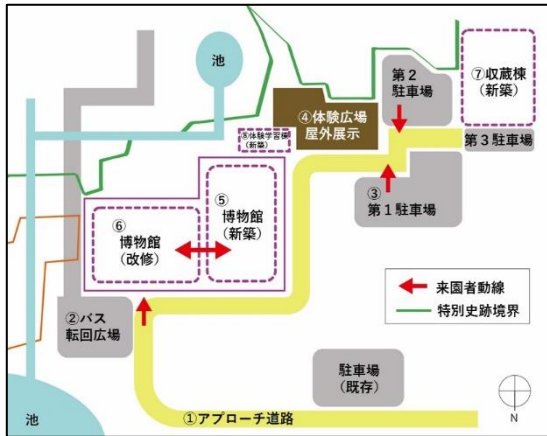 池
第２
駐車場
⑦収蔵棟
(新築)
④体験広場
屋外展示
⑧体験学習棟
(新築)
第３駐車場
③
第１駐車場
⑤
博物館
(新築)
⑥
博物館
(改修)
②バス
転回広場
来園者動線
特別史跡境界
駐車場
(既存)
①アプローチ道路
池
N